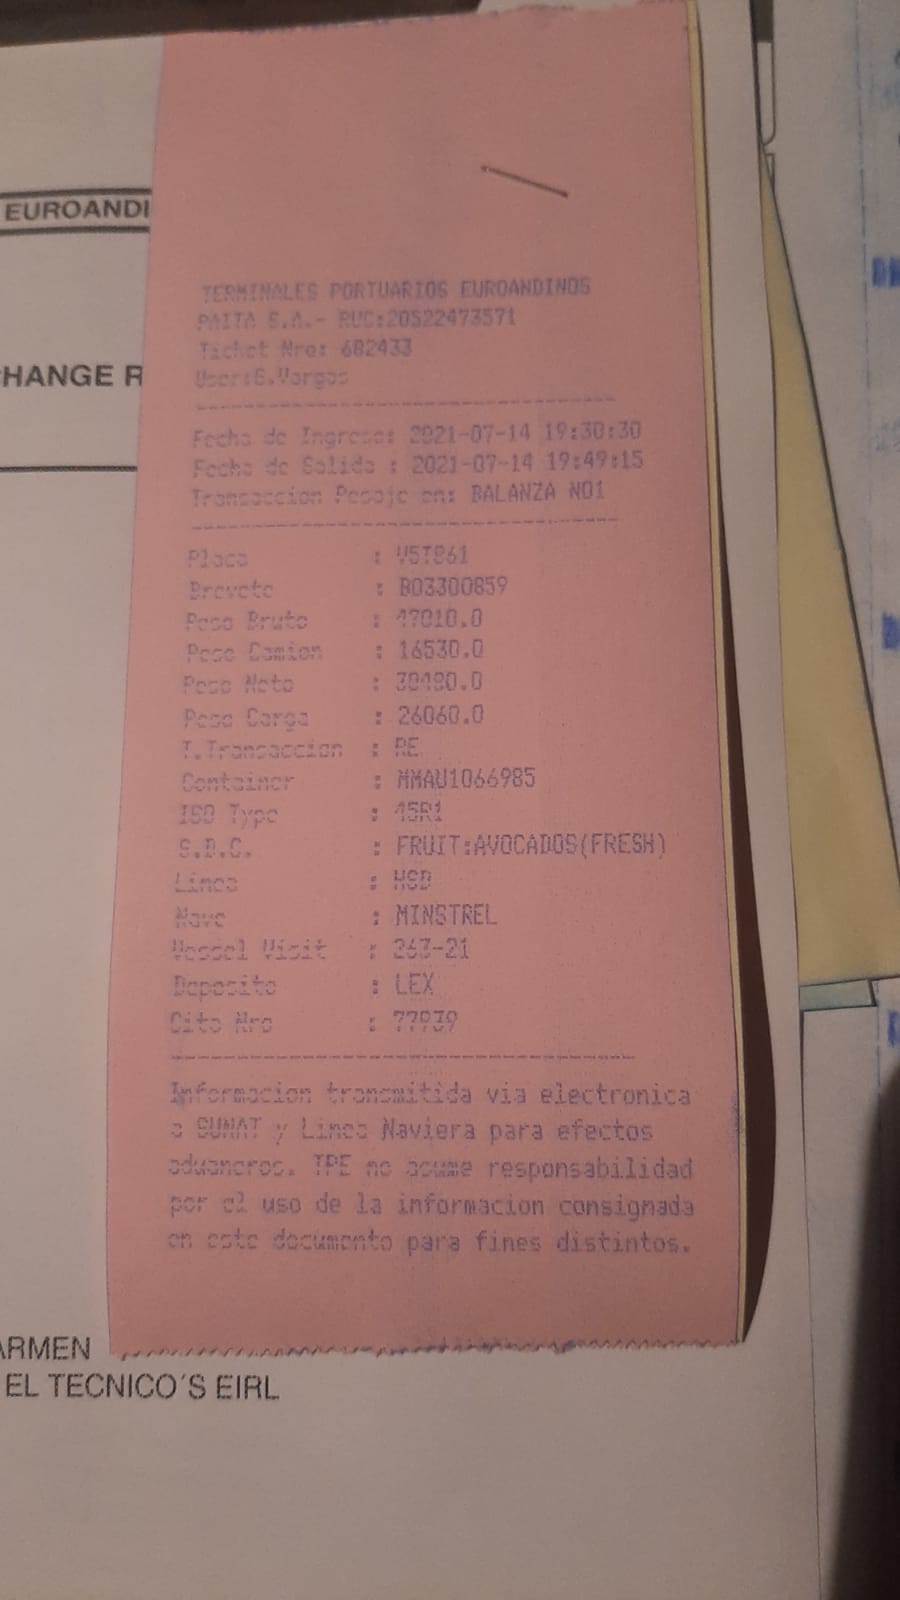 EUROANDI
HANGE R
TERMINALES PORTUARIOS EUROANDINOS
PAITA S.A.- RUC:20522473571
Ticket Nro: 682433
User:G.Vargas
Fecha de Ingreso: 2021-07-14 19:30:30
Fecha de Salida : 2021-07-14 19:49:15
Transaccion Pesaje en: BALANZA NO1
Placa : V5T861
Brevete : B03300859
Peso Bruto : 47010.0
Peso Camion : 16530.0
Peso Neto : 30480.0
Peso Carga : 26060.0
T.Transaccion : RE
Container : MMAU1066985
ISO Type : 45R1
S.D.C. : FRUIT:AVOCADOS(FRESH)
Linea : HSD
Nave : MINSTREL
Vessel Visit : 263-21
Deposito : LEX
Cita Nro : 77939
Informacion transmitida via electronica
a SUNAT y Linea Naviera para efectos
aduaneros. TPE no asume responsabilidad
por el uso de la informacion consignada
en este documento para fines distintos.
ARMEN
EL TECNICO´S EIRL